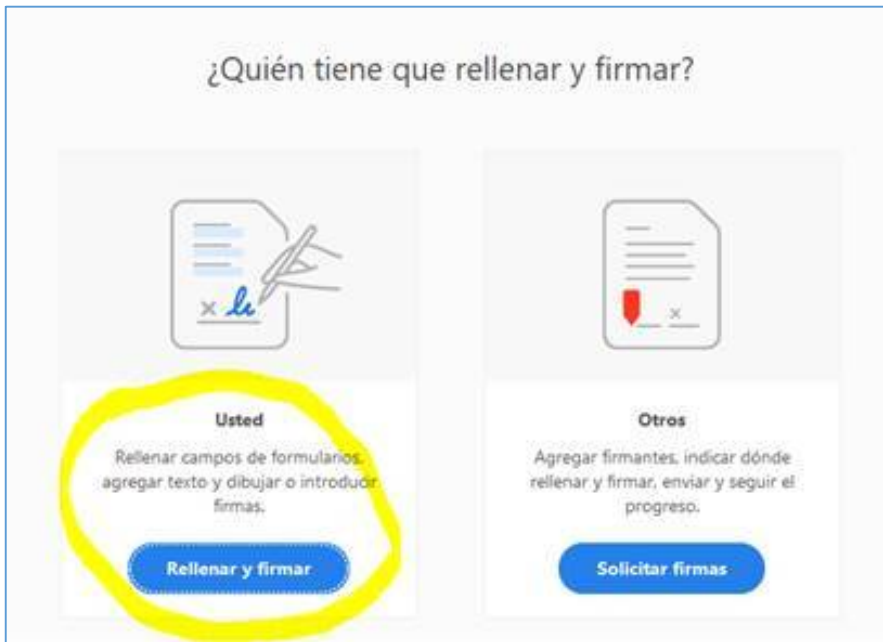 ¿Quién tiene que rellenar y firmar?
Usted
Rellenar campos de formularios,
agregar texto y dibujar o introducir
firmas.
Rellenar y firmar
Otros
Agregar firmantes, indicar dónde
rellenar y firmar, enviar y seguir el
progreso.
Solicitar firmas